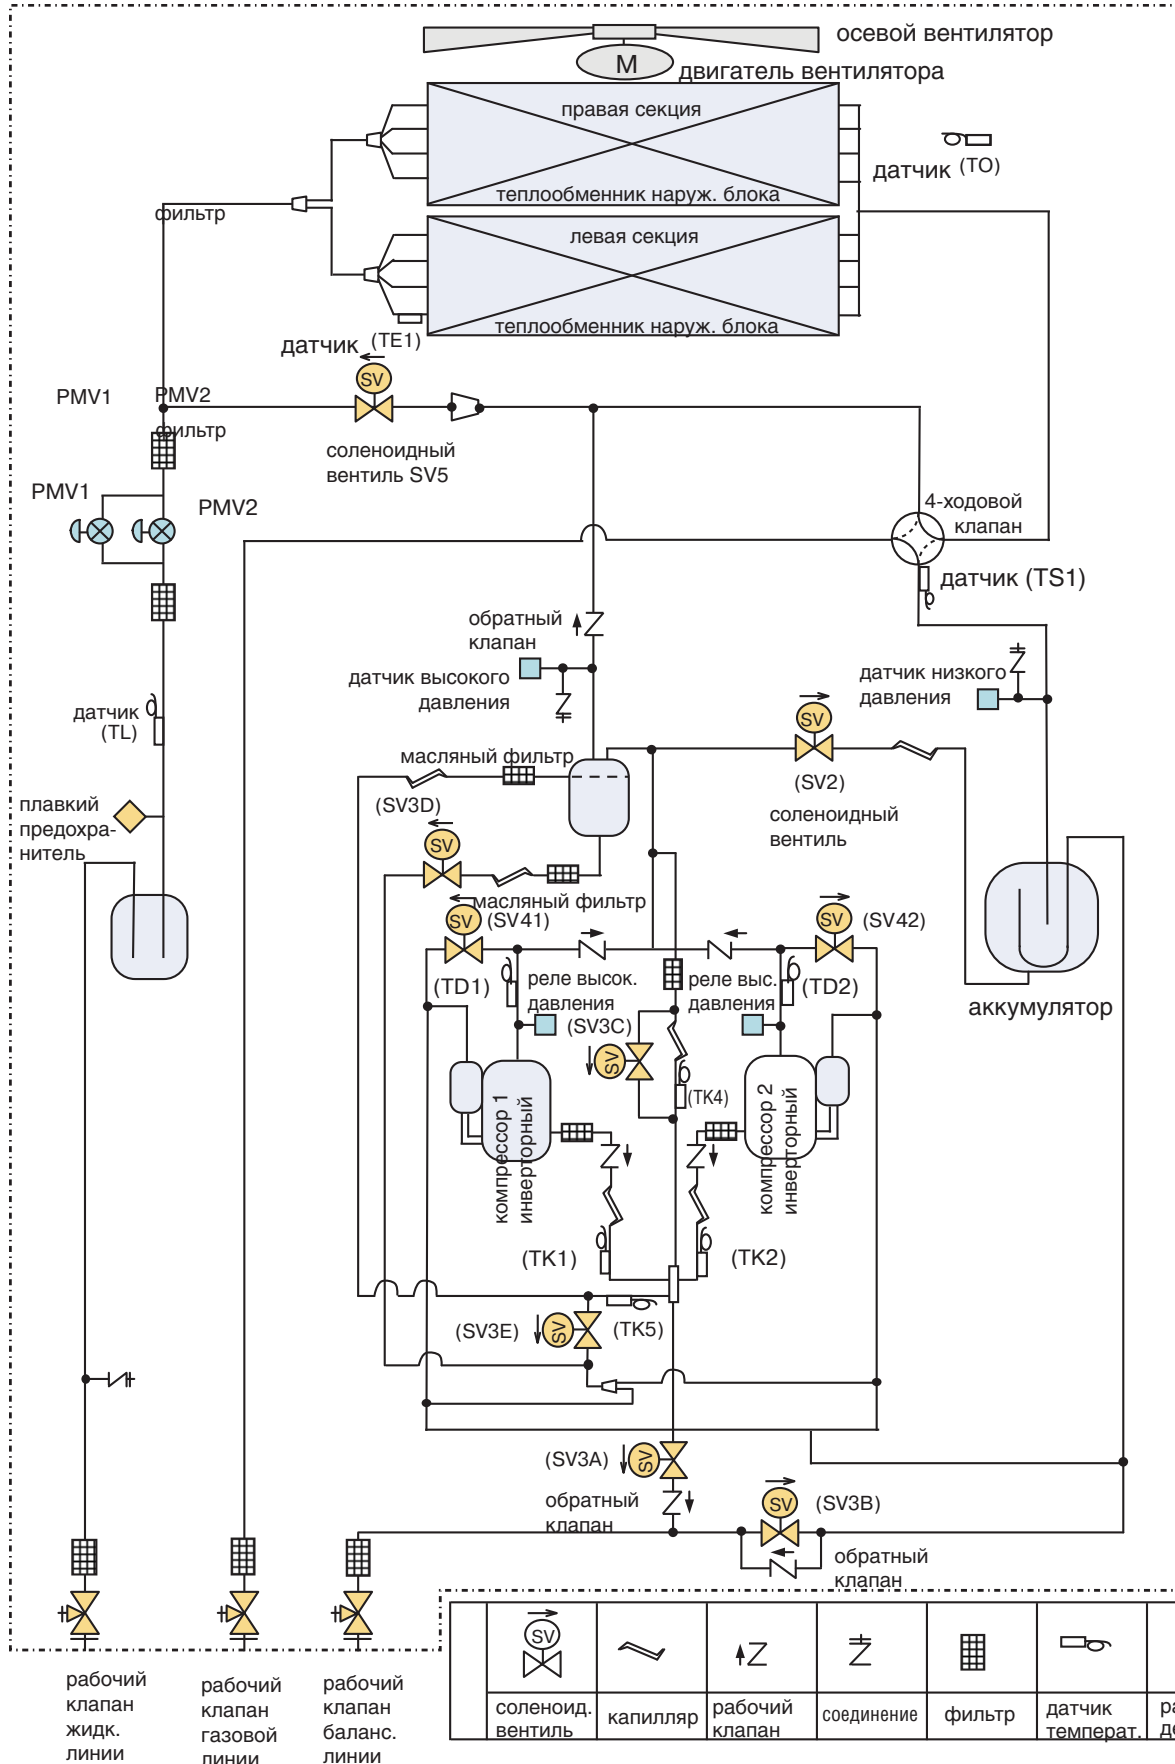 осевой вентилятор
M
двигатель вентилятора
правая секция
теплообменник наруж. блока
датчик (TO)
фильтр
левая секция
теплообменник наруж. блока
датчик (TE1)
SV
PMV1
PMV2
фильтр
соленоидный
вентиль SV5
PMV1
PMV2
4-ходовой
клапан
датчик (TS1)
обратный
клапан
датчик высокого
давления
датчик низкого
давления
датчик
(TL)
SV
(SV2)
масляный фильтр
(SV3D)
SV
соленоидный
вентиль
плавкий
предохра-
нитель
масляный фильтр
SV
(SV41)
SV
(SV42)
(TD1)
реле высок.
давления
реле выс.
давления
(TD2)
аккумулятор
(SV3C)
SV
(TK4)
компрессор 1
инверторный
компрессор 2
инверторный
(TK1)
(TK2)
(SV3E)
SV
(TK5)
(SV3A)
SV
обратный
клапан
SV
(SV3B)
обратный
клапан
рабочий
клапан
жидк.
линии
рабочий
клапан
газовой
линии
рабочий
клапан
баланс.
линии
SV
соленоид.
вентиль
капилляр
рабочий
клапан
соединение
фильтр
датчик
температ.
ра
де